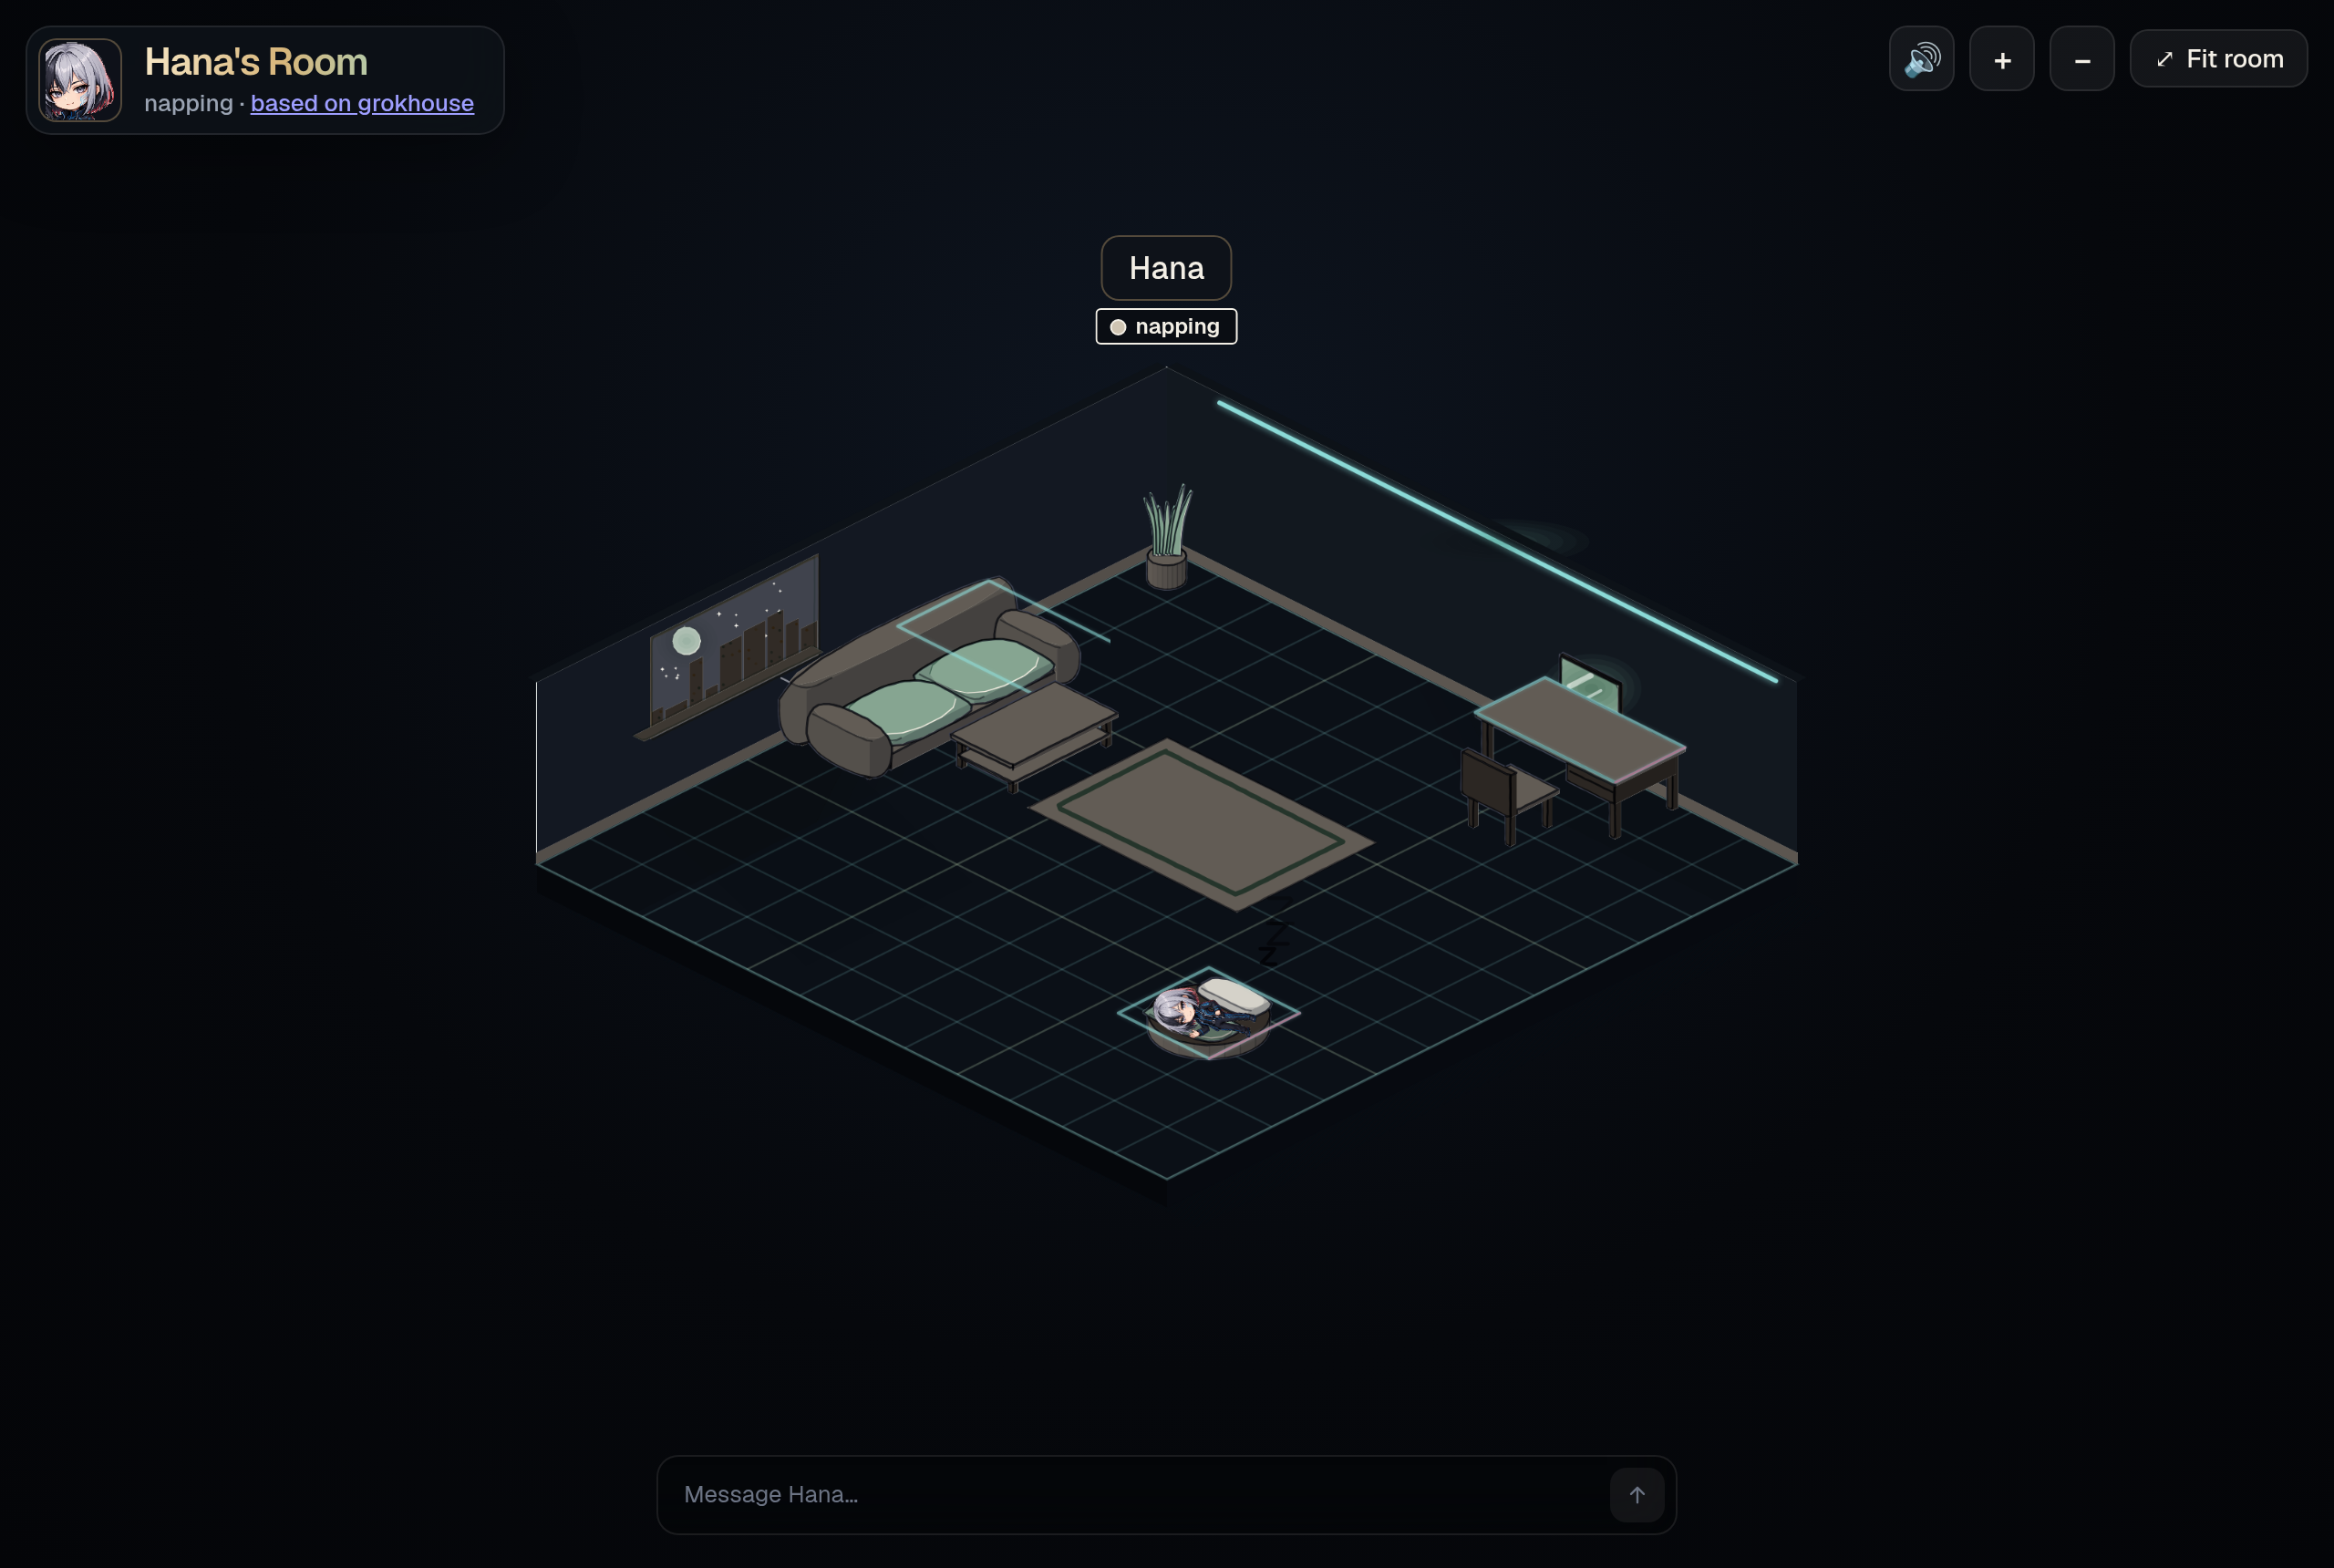 Hana's Room
napping · based on grokhouse
+
−
Fit room
Hana
napping
Z
z
Message Hana...